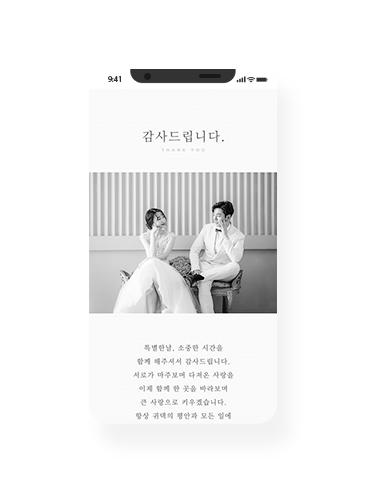 9:41
감사드립니다.
THANK YOU
특별한날, 소중한 시간을
함께 해주셔서 감사드립니다.
서로가 마주보며 다져온 사랑을
이제 함께 한 곳을 바라보며
큰 사랑으로 키우겠습니다.
항상 귀댁의 평안과 모든 일에